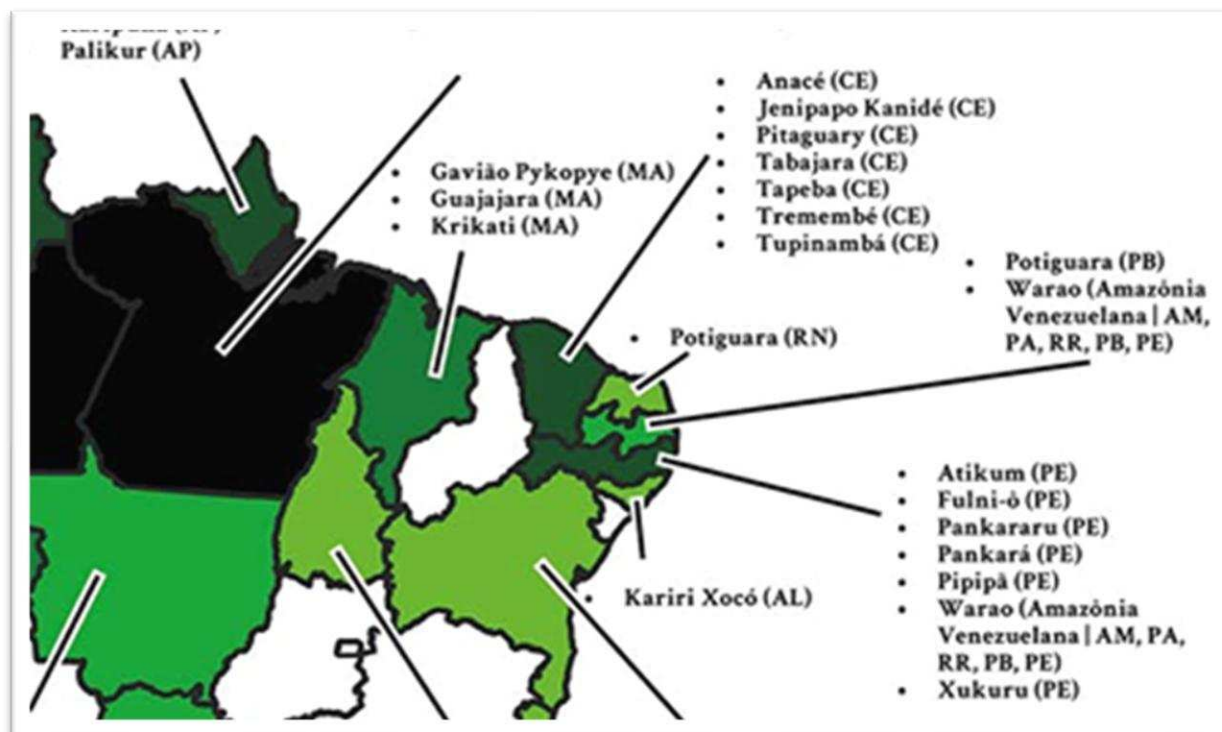 Palikur (AP)
• Anacé (CE)
• Jenipapo Kanidé (CE)
• Pitaguary (CE)
• Tabajara (CE)
• Tapeba (CE)
• Tremembé (CE)
• Tupinambá (CE)
• Gavião Pykopye (MA)
• Guajajara (MA)
• Krikati (MA)
• Potiguara (PB)
• Warao (Amazônia
Venezuelana | AM,
PA, RR, PB, PE)
• Potiguara (RN)
• Atikum (PE)
• Fulni-ô (PE)
• Pankararu (PE)
• Pankará (PE)
• Pipipã (PE)
• Warao (Amazônia
Venezuelana | AM, PA,
RR, PB, PE)
• Xukuru (PE)
• Kariri Xocó (AL)